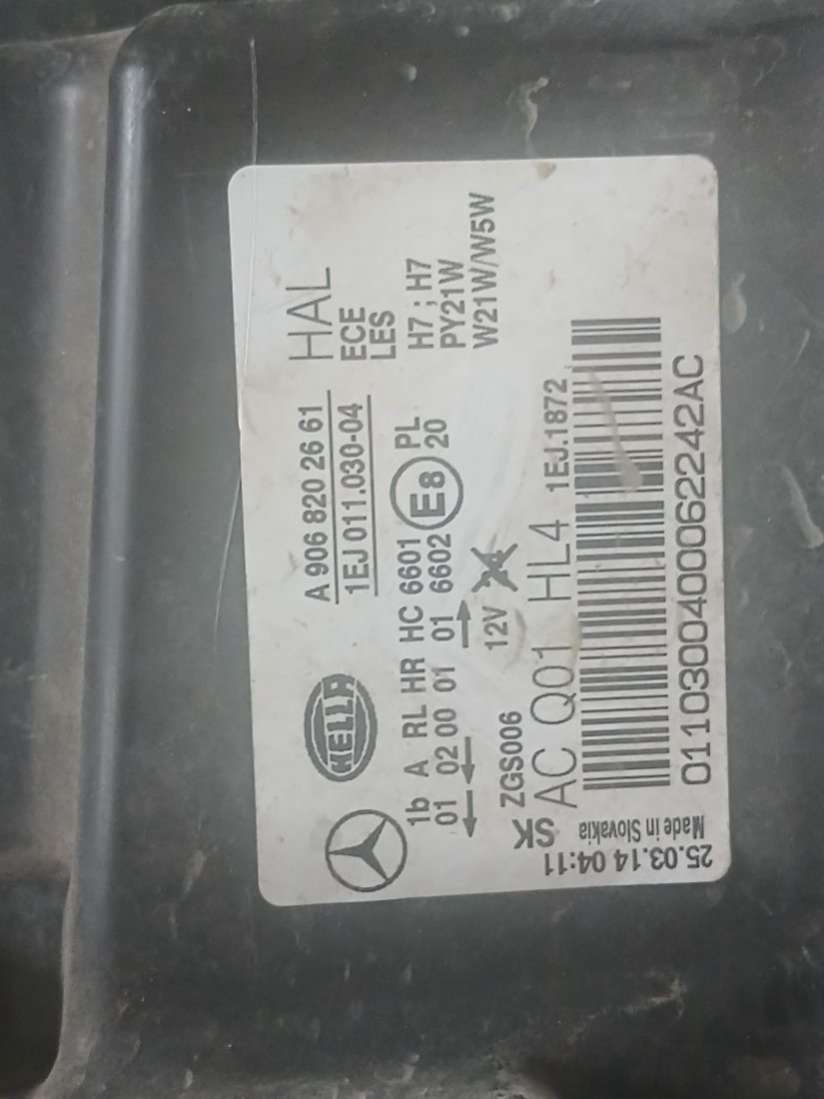 HELLA
A 906 820 26 61
HAL
1EJ 011.030-04
ECE
LES
1b A RL HR HC 6601
01 02 00 01 01 6602
E8
PL
20
H7 ; H7
PY21W
W21W/W5W
SK
ZGS006
12V
AC Q01 HL4 1EJ.1872
0110300400062242AC
Made in Slovakia
25.03.14 04:11